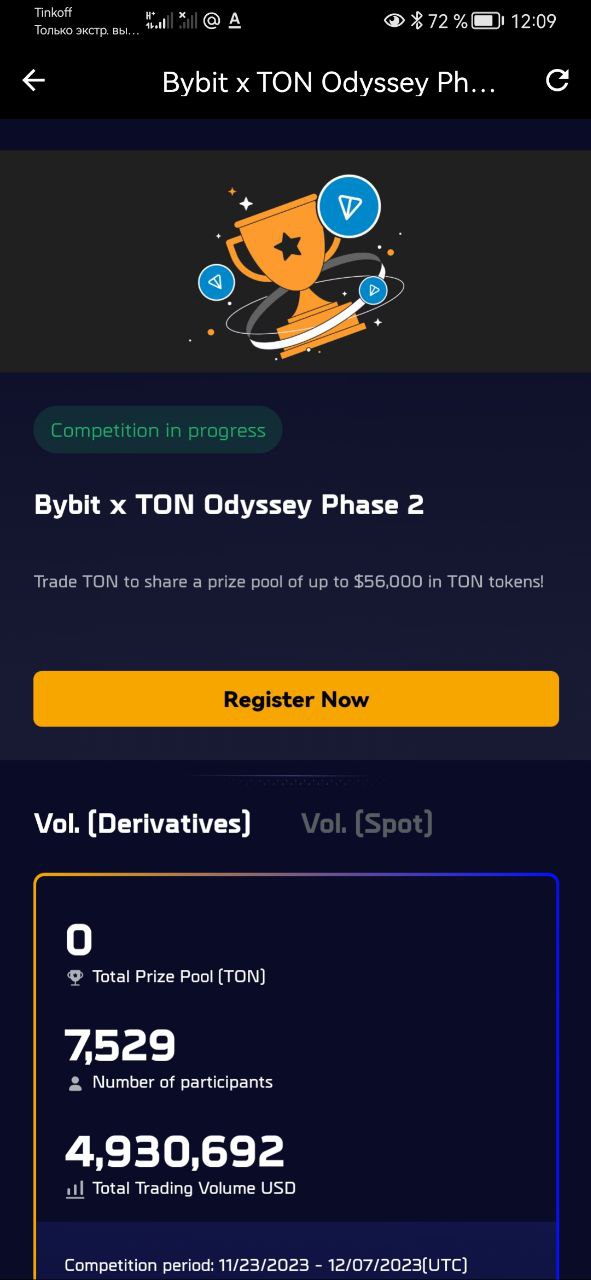 Tinkoff
Только экстр. вы...
H+
72 %
12:09
Bybit x TON Odyssey Ph...
Competition in progress
Bybit x TON Odyssey Phase 2
Trade TON to share a prize pool of up to $56,000 in TON tokens!
Register Now
Vol. (Derivatives) Vol. (Spot)
0
Total Prize Pool (TON)
7,529
Number of participants
4,930,692
Total Trading Volume USD
Competition period: 11/23/2023 - 12/07/2023(UTC)